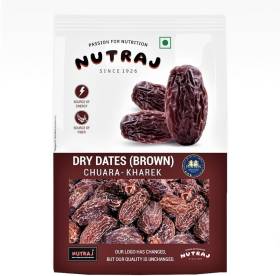 PASSION FOR NUTRITION
NUTRAJ
SINCE 1926
SOURCE OF
ENERGY
SOURCE OF
FIBER
DRY DATES (BROWN)
CHUARA - KHAREK
NUTRAJ
OUR LOGO HAS CHANGED,
BUT OUR QUALITY IS UNCHANGED.
NUTRAJ